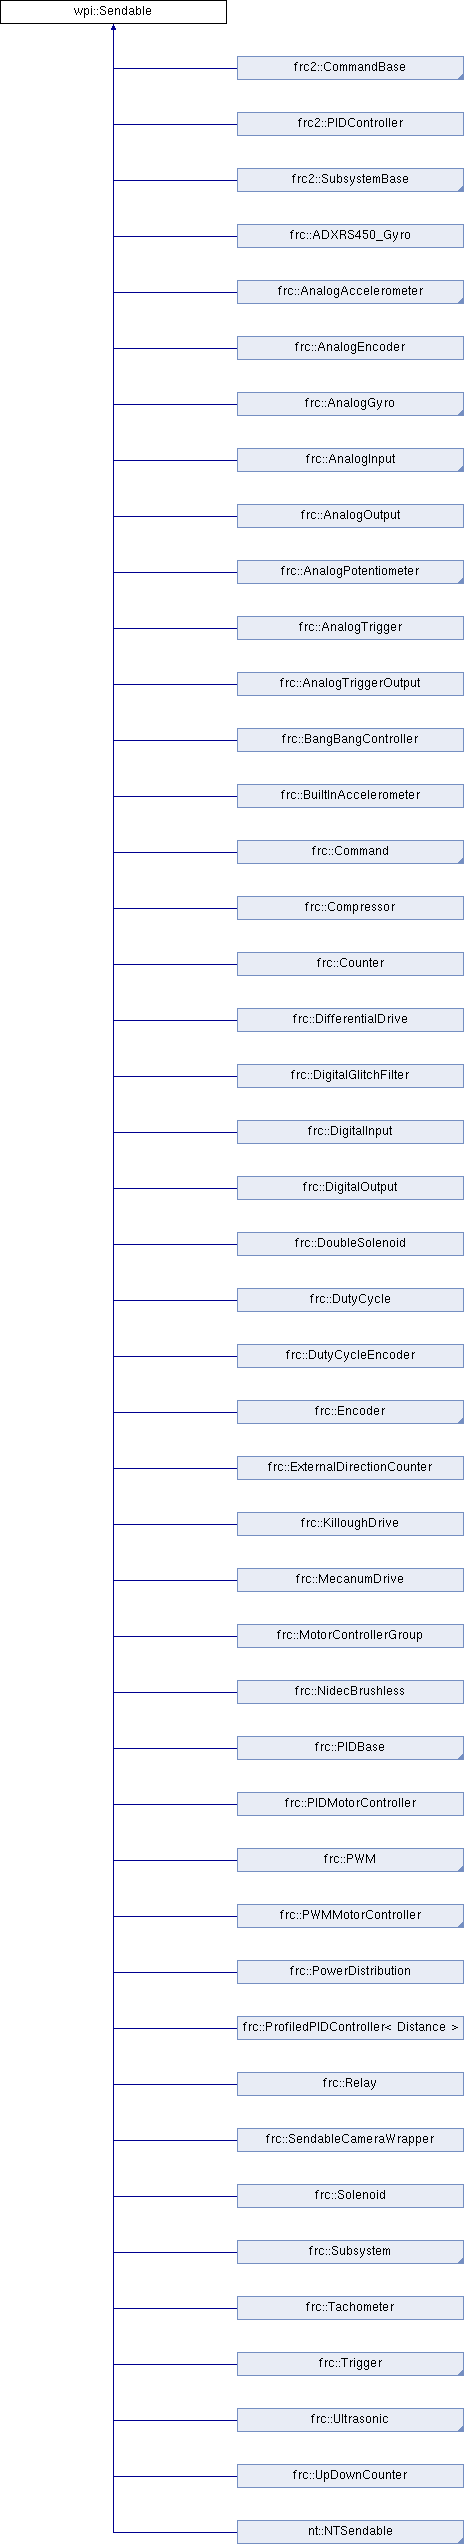 wpi::Sendable
frc2::CommandBase
frc2::PIDController
frc2::SubsystemBase
frc::ADXRS450_Gyro
frc::AnalogAccelerometer
frc::AnalogEncoder
frc::AnalogGyro
frc::AnalogInput
frc::AnalogOutput
frc::AnalogPotentiometer
frc::AnalogTrigger
frc::AnalogTriggerOutput
frc::BangBangController
frc::BuiltInAccelerometer
frc::Command
frc::Compressor
frc::Counter
frc::DifferentialDrive
frc::DigitalGlitchFilter
frc::DigitalInput
frc::DigitalOutput
frc::DoubleSolenoid
frc::DutyCycle
frc::DutyCycleEncoder
frc::Encoder
frc::ExternalDirectionCounter
frc::KilloughDrive
frc::MecanumDrive
frc::MotorControllerGroup
frc::NidecBrushless
frc::PIDBase
frc::PIDMotorController
frc::PWM
frc::PWMMotorController
frc::PowerDistribution
frc::ProfiledPIDController< Distance >
frc::Relay
frc::SendableCameraWrapper
frc::Solenoid
frc::Subsystem
frc::Tachometer
frc::Trigger
frc::Ultrasonic
frc::UpDownCounter
nt::NTSendable